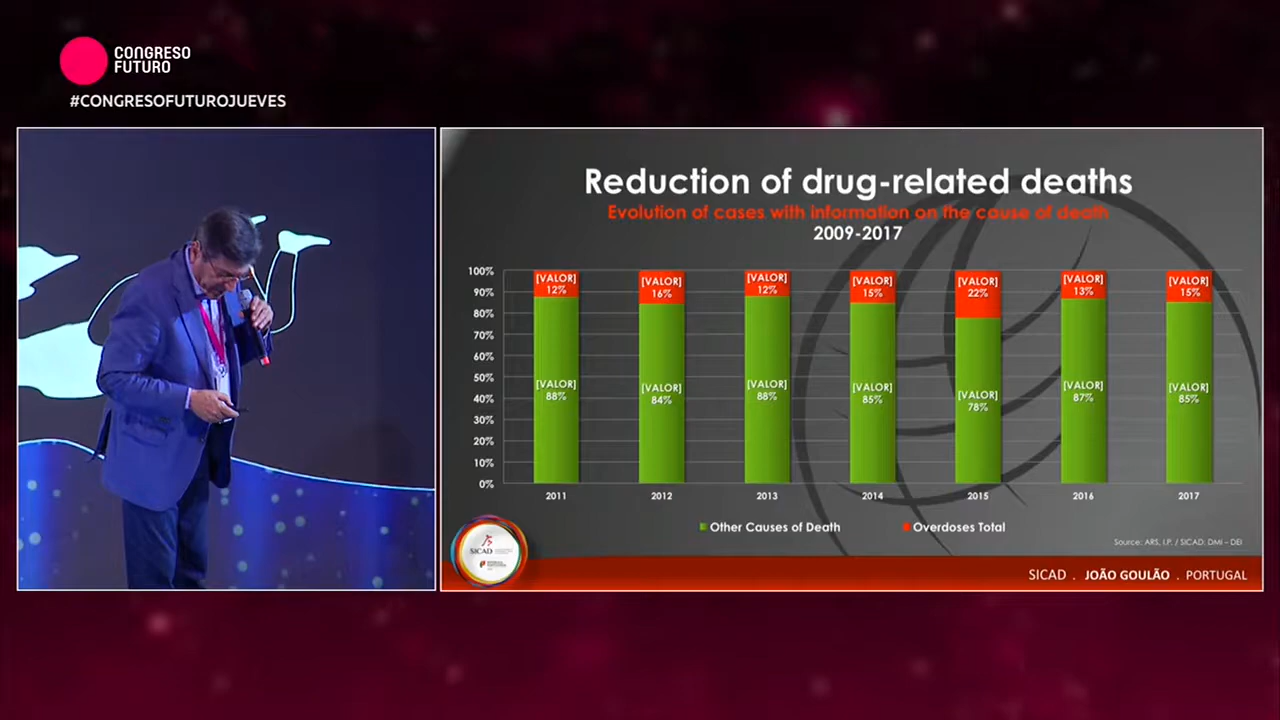 CONGRESO
FUTURO
#CONGRESOFUTUROJUEVES
Reduction of drug-related deaths
Evolution of cases with information on the cause of death
2009-2017
100%
90%
80%
70%
60%
50%
40%
30%
20%
10%
0%
[VALOR]
12%
[VALOR]
16%
[VALOR]
12%
[VALOR]
15%
[VALOR]
22%
[VALOR]
13%
[VALOR]
15%
[VALOR]
88%
[VALOR]
84%
[VALOR]
88%
[VALOR]
85%
[VALOR]
78%
[VALOR]
87%
[VALOR]
85%
2011
2012
2013
2014
2015
2016
2017
Other Causes of Death
Overdoses Total
Source: ARS, I.P. / SICAD: DMI – DEI
SICAD
SICAD . JOÃO GOULÃO . PORTUGAL